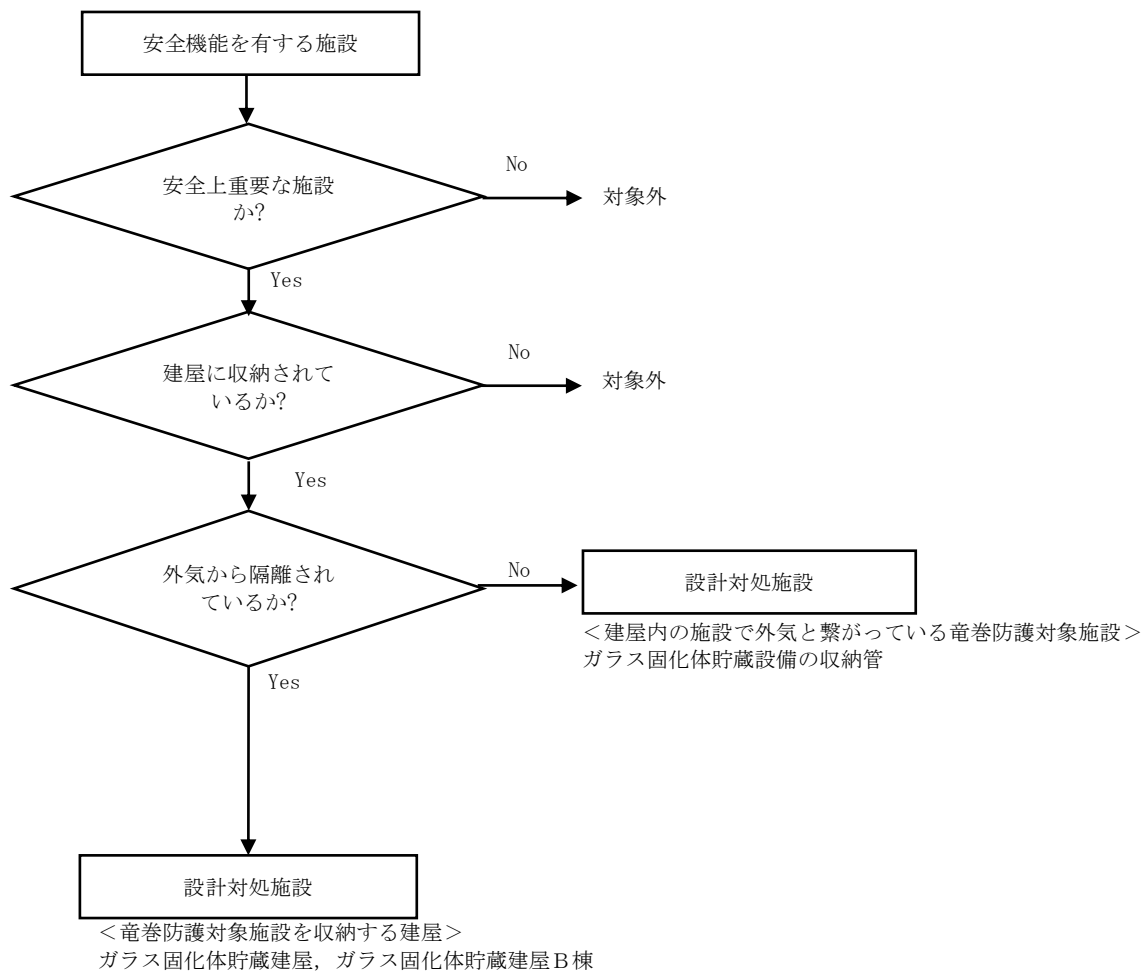 安全機能を有する施設
安全上重要な施設
か?
No
対象外
Yes
建屋に収納されて
いるか?
No
対象外
Yes
外気から隔離され
ているか?
No
設計対処施設
＜建屋内の施設で外気と繋がっている竜巻防護対象施設＞
ガラス固化体貯蔵設備の収納管
Yes
設計対処施設
＜竜巻防護対象施設を収納する建屋＞
ガラス固化体貯蔵建屋，ガラス固化体貯蔵建屋Ｂ棟